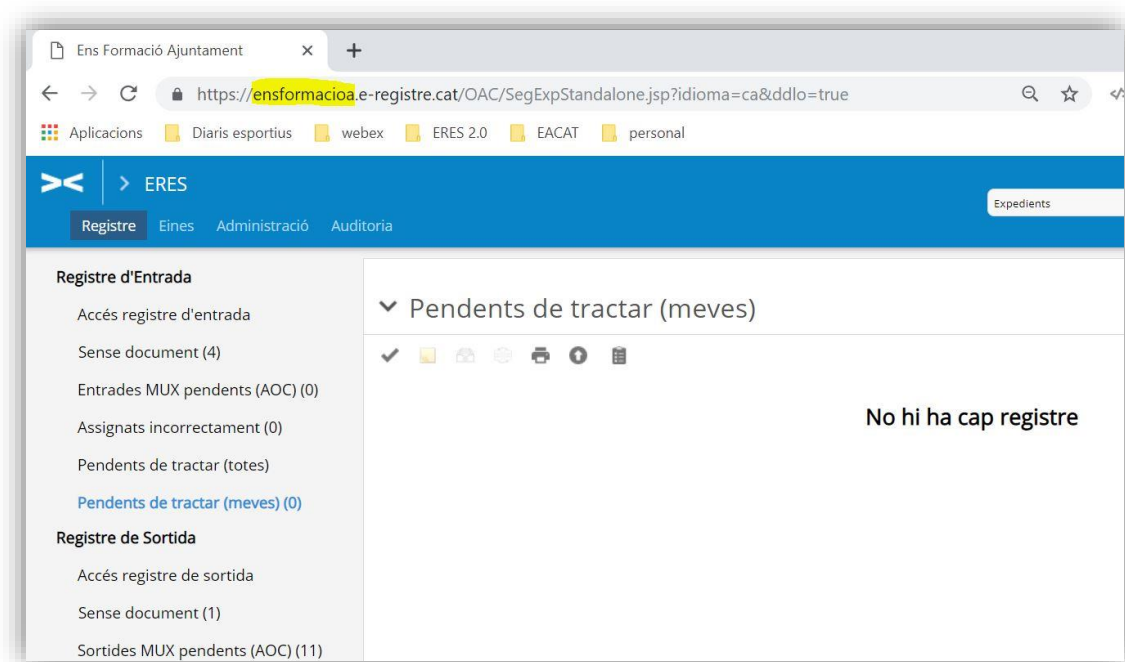 Ens Formació Ajuntament
https://ensformacioa.e-registre.cat/OAC/SegExpStandalone.jsp?idioma=ca&ddlo=true
Aplicacions Diaris esportius webex ERES 2.0 EACAT personal
> ERES
Expedients
Registre Eines Administració Auditoria
Registre d'Entrada
Accés registre d'entrada
Pendents de tractar (meves)
Sense document (4)
Entrades MUX pendents (AOC) (0)
No hi ha cap registre
Assignats incorrectament (0)
Pendents de tractar (totes)
Pendents de tractar (meves) (0)
Registre de Sortida
Accés registre de sortida
Sense document (1)
Sortides MUX pendents (AOC) (11)